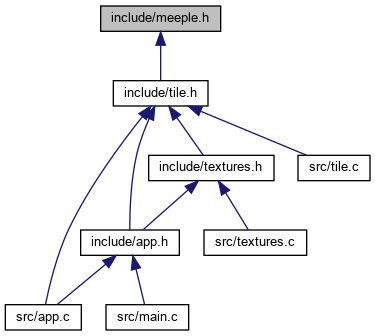 include/meeple.h
include/tile.h
include/textures.h
src/tile.c
include/app.h
src/textures.c
src/app.c
src/main.c